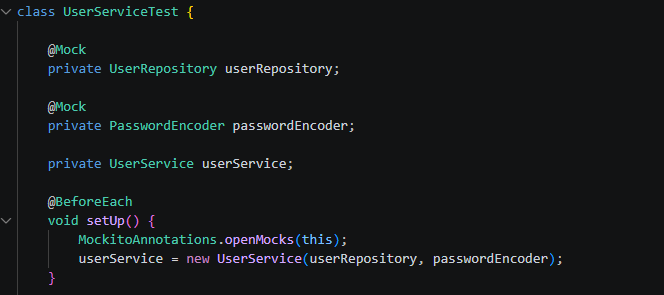 class UserServiceTest {
@Mock
private UserRepository userRepository;
@Mock
private PasswordEncoder passwordEncoder;
private UserService userService;
@BeforeEach
void setUp() {
MockitoAnnotations.openMocks(this);
userService = new UserService(userRepository, passwordEncoder);
}